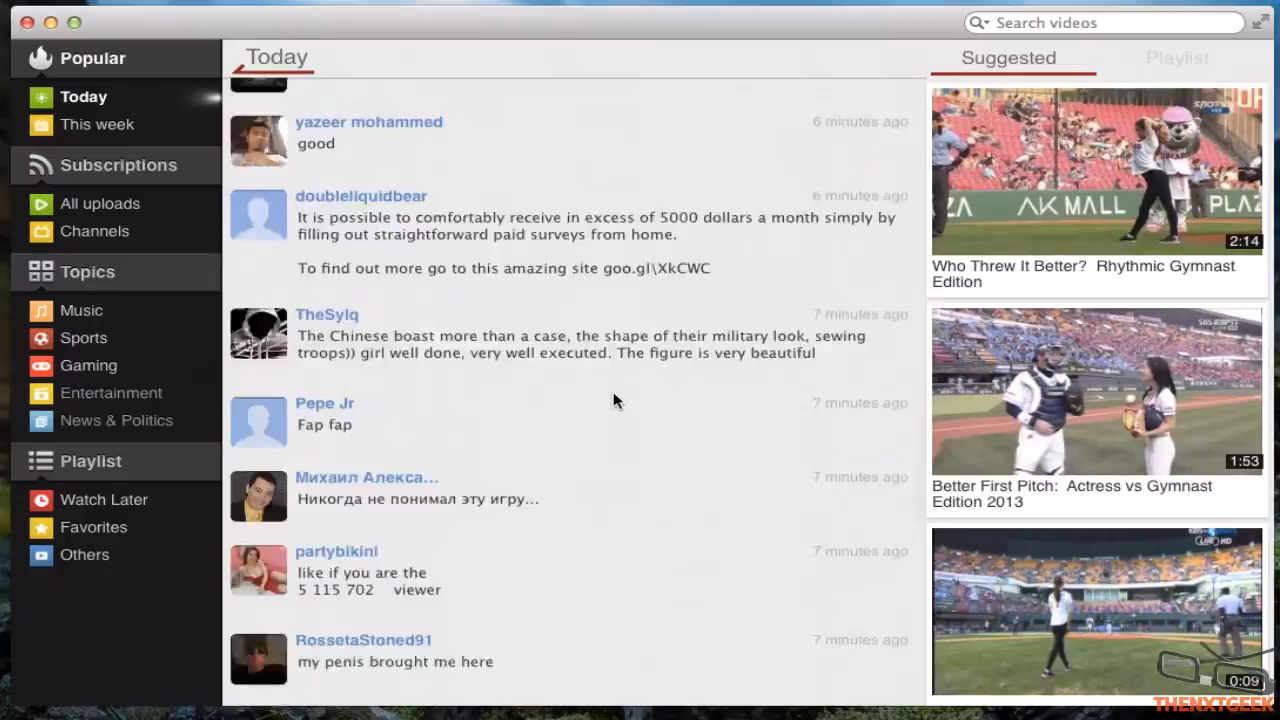 Search videos
Popular
Today
This week
Subscriptions
All uploads
Channels
Topics
Music
Sports
Gaming
Entertainment
News & Politics
Playlist
Watch Later
Favorites
Others
Today
yazeer mohammed
6 minutes ago
good
doubleliquidbear
6 minutes ago
It is possible to comfortably receive in excess of 5000 dollars a month simply by
filling out straightforward paid surveys from home.
To find out more go to this amazing site goo.gl\XkCWC
TheSylq
7 minutes ago
The Chinese boast more than a case, the shape of their military look, sewing
troops)) girl well done, very well executed. The figure is very beautiful
Pepe Jr
7 minutes ago
Fap fap
Михаил Алекса...
7 minutes ago
Никогда не понимал эту игру...
partybikini
7 minutes ago
like if you are the
5 115 702 viewer
RossetaStoned91
7 minutes ago
my penis brought me here
Suggested
Playlist
AK MALL
PLAZ
2:14
Who Threw It Better? Rhythmic Gymnast
Edition
1:53
Better First Pitch: Actress vs Gymnast
Edition 2013
0:09
THENXTGEEK